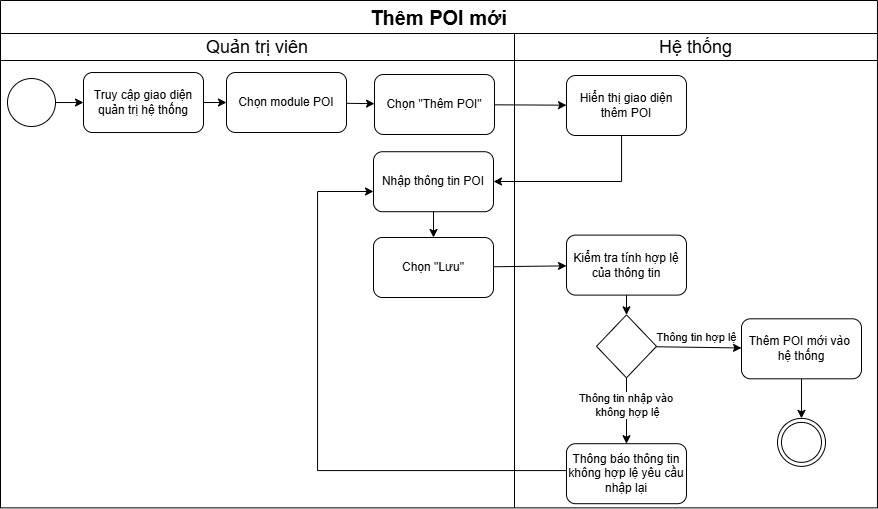 Thêm POI mới
Quản trị viên
Hệ thống
Truy cập giao diện
quản trị hệ thống
Chọn module POI
Chọn "Thêm POI"
Hiển thị giao diện
thêm POI
Nhập thông tin POI
Chọn "Lưu"
Kiểm tra tính hợp lệ
của thông tin
Thông tin hợp lệ
Thêm POI mới vào
hệ thống
Thông tin nhập vào
không hợp lệ
Thông báo thông tin
không hợp lệ yêu cầu
nhập lại